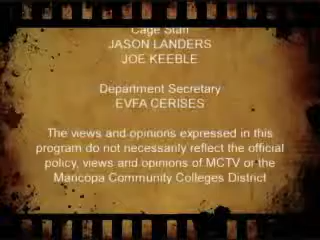 Cage Staff
JASON LANDERS
JOE KEEBLE
Department Secretary
EVFA CERISES
The views and opinions expressed in this
program do not necessarily reflect the official
policy, views and opinions of MCTV or the
Maricopa Community Colleges District